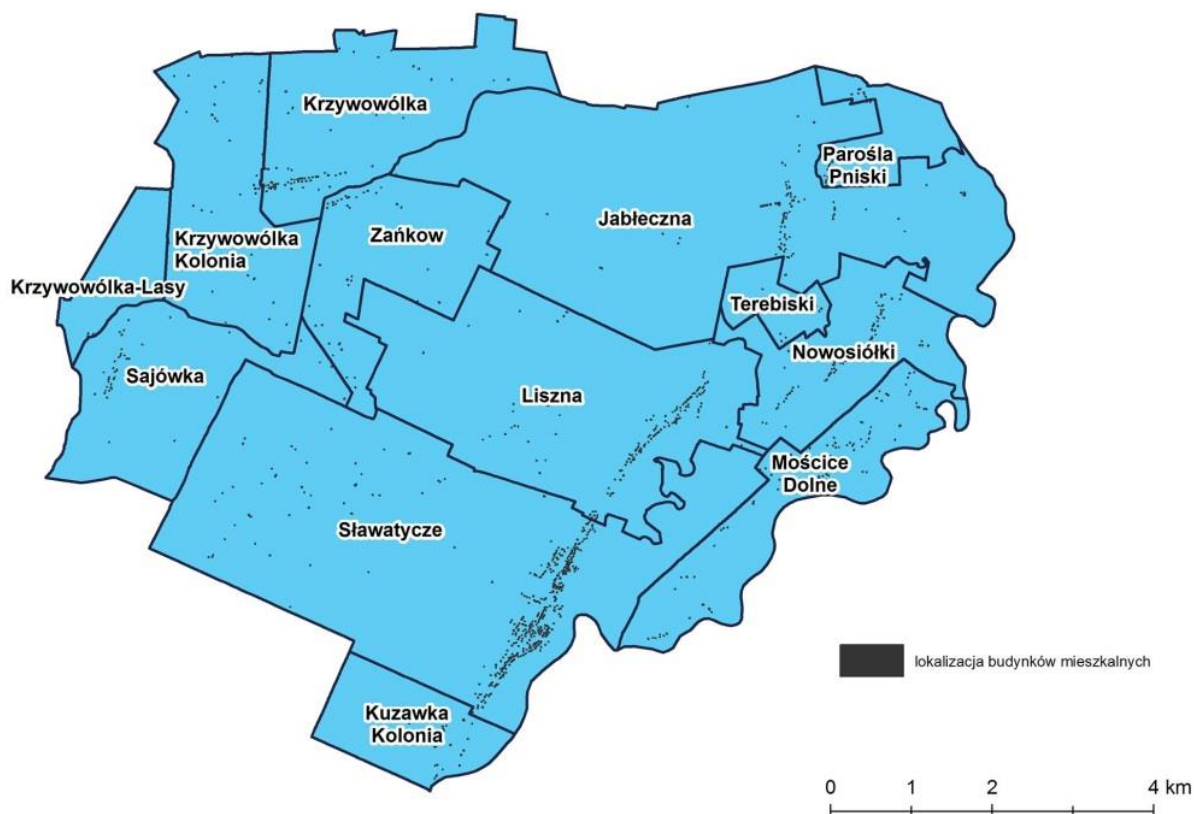 Krzywowólka
Parośla
Pniski
Jabłeczna
Zańkow
Krzywowólka
Kolonia
Krzywowólka-Lasy
Terebiski
Nowosiółki
Sajówka
Liszna
Mościce
Dolne
Sławatycze
lokalizacja budynków mieszkalnych
Kuzawka
Kolonia
0 1 2 4 km